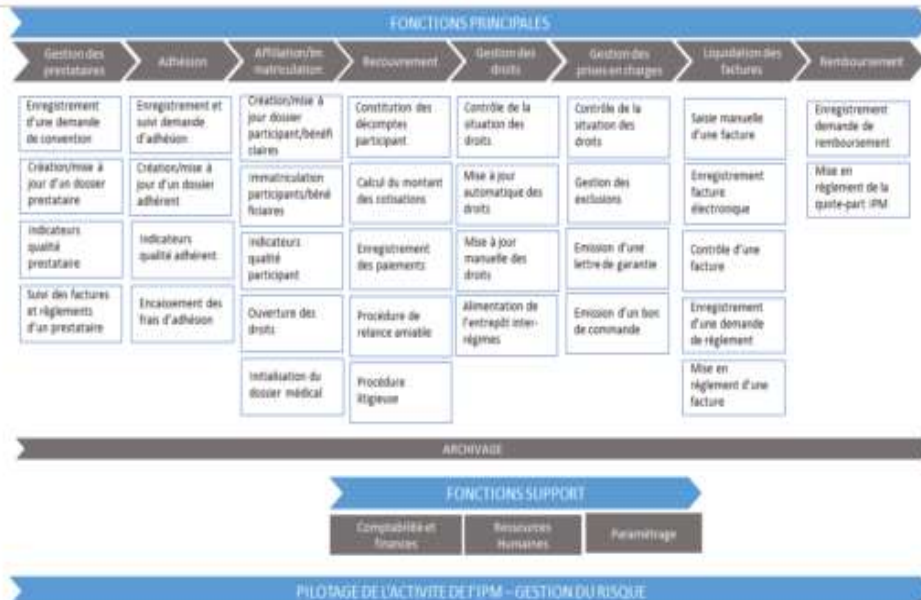 FONCTIONS PRINCIPALES
Gestion des
prestataires
Adhésion
Affiliation/im
matriculation
Recouvrement
Gestion des
droits
Gestion des
prises en charges
Liquidation des
factures
Remboursement
Enregistrement
d'une demande
de convention
Création/mise à
jour d'un dossier
prestataire
Indicateurs
qualité
prestataire
Suivi des factures
et règlements
d'un prestataire
Enregistrement et
suivi demande
d'adhésion
Création/mise à
jour d'un dossier
adhérent
Indicateurs
qualité adhérent
Encaissement des
frais d'adhésion
Création/mise à
jour dossier
participant/bénéfi
ciaires
Immatriculation
participants/béné
ficiaires
Indicateurs
qualité
participant
Ouverture des
droits
Initialisation du
dossier médical
Constitution des
décomptes
participant
Calcul du montant
des cotisations
Enregistrement
des paiements
Procédure de
relance amiable
Procédure
litigieuse
Contrôle de la
situation des
droits
Mise à jour
automatique des
droits
Mise à jour
manuelle des
droits
Alimentation de
l'entrepôt inter-
régimes
Contrôle de la
situation des
droits
Gestion des
exclusions
Emission d'une
lettre de garantie
Emission d'un bon
de commande
Saisie manuelle
d'une facture
Enregistrement
facture
électronique
Contrôle d'une
facture
Enregistrement
d'une demande
de règlement
Mise en
règlement d'une
facture
Enregistrement
demande de
remboursement
Mise en
règlement de la
quote-part IPM
ARCHIVAGE
FONCTIONS SUPPORT
Comptabilité et
finances
Ressources
Humaines
Paramétrage
PILOTAGE DE L'ACTIVITE DE l'IPM – GESTION DU RISQUE